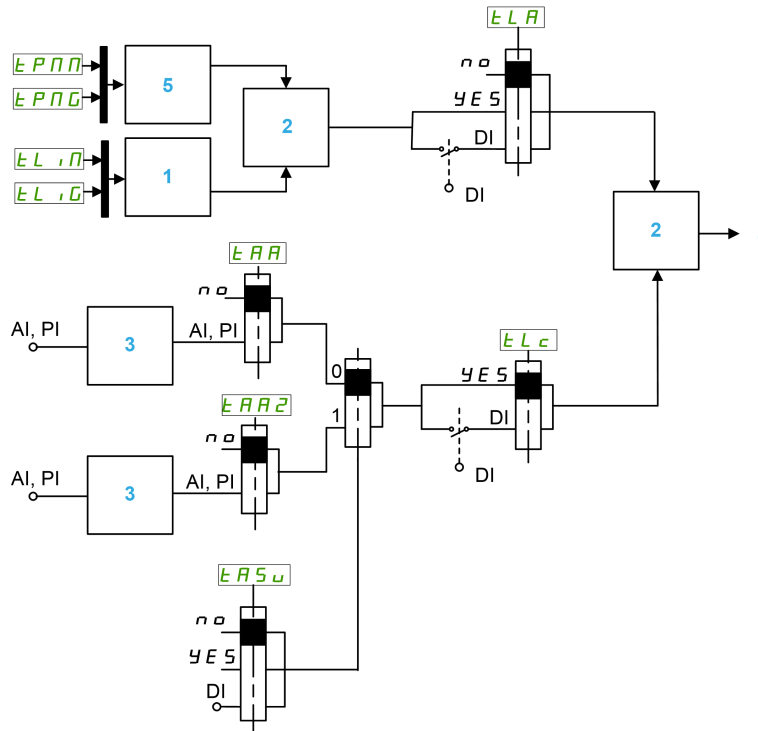 tLA
no
tPMM
5
YES
tPMG
2
DI
DI
tLiM
1
tLiG
2
tAA
no
AI, PI
3
AI, PI
tLc
0
YES
tAA2
1
DI
no
AI, PI
3
AI, PI
DI
tASu
no
YES
DI